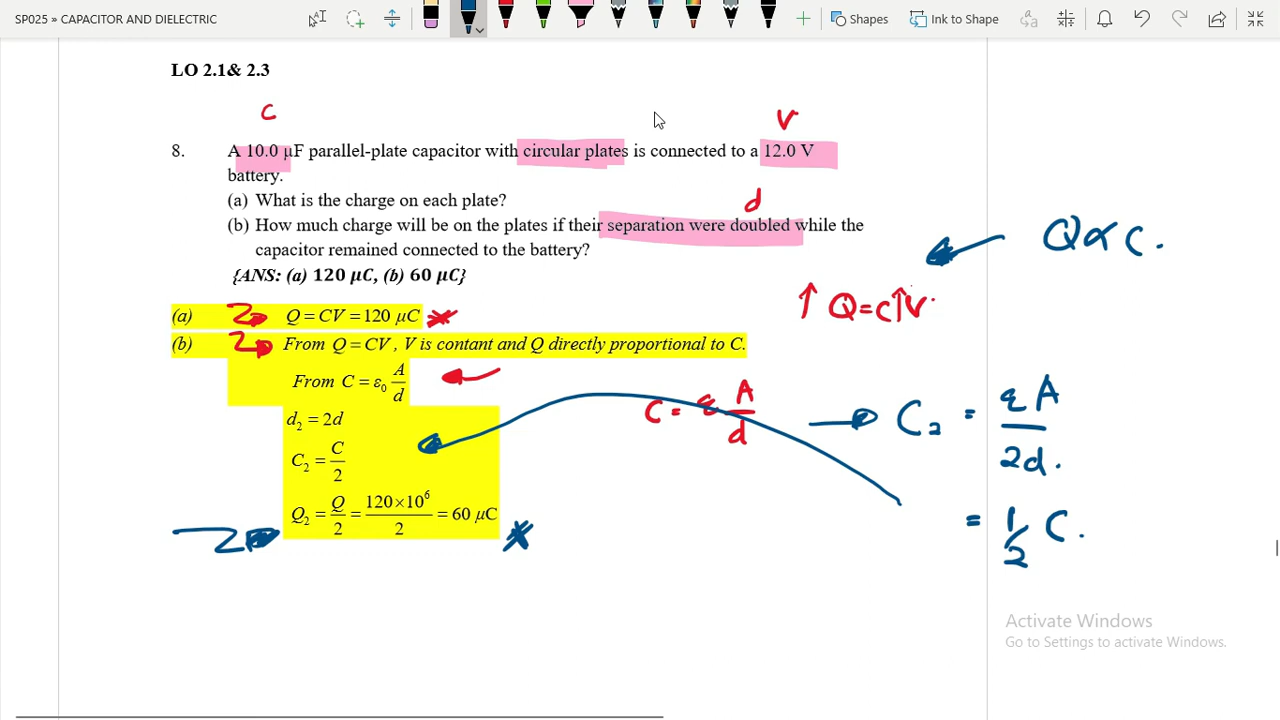 SP025 » CAPACITOR AND DIELECTRIC
Shapes
Ink to Shape
LO 2.1& 2.3
C
V
8. A 10.0 μF parallel-plate capacitor with circular plates is connected to a 12.0 V
battery.
(a) What is the charge on each plate?
d
(b) How much charge will be on the plates if their separation were doubled while the
capacitor remained connected to the battery?
{ANS: (a) 120 μC, (b) 60 μC}
Q ∝ C.
↑ Q = C↑V.
(a) Q = CV = 120 μC
(b) From Q = CV , V is contant and Q directly proportional to C.
From C = ε₀ A/d
d₂ = 2d
C₂ = C/2
Q₂ = Q/2 = 120×10⁶/2 = 60 μC
C = ε A/d
C₂ = εA/2d.
= 1/2 C.
Activate Windows
Go to Settings to activate Windows.